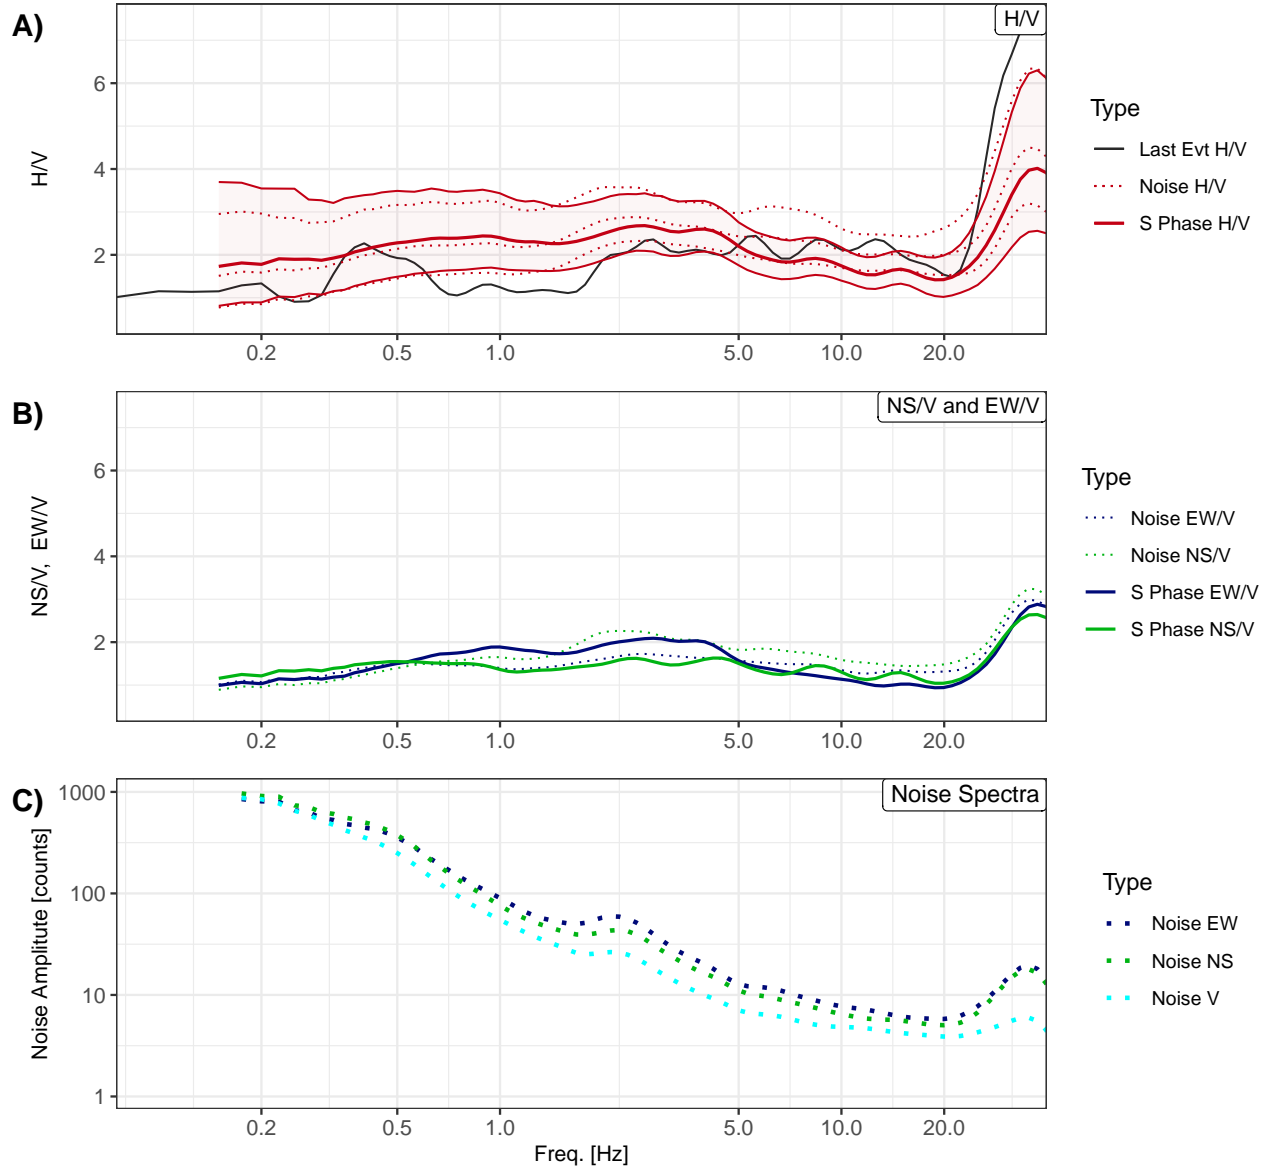 A)
H/V
6
4
2
H/V
0.2 0.5 1.0 5.0 10.0 20.0
Type
Last Evt H/V
Noise H/V
S Phase H/V
B)
NS/V and EW/V
6
4
2
NS/V, EW/V
0.2 0.5 1.0 5.0 10.0 20.0
Type
Noise EW/V
Noise NS/V
S Phase EW/V
S Phase NS/V
C)
Noise Spectra
1000
100
10
1
Noise Amplitute [counts]
0.2 0.5 1.0 5.0 10.0 20.0
Freq. [Hz]
Type
Noise EW
Noise NS
Noise V